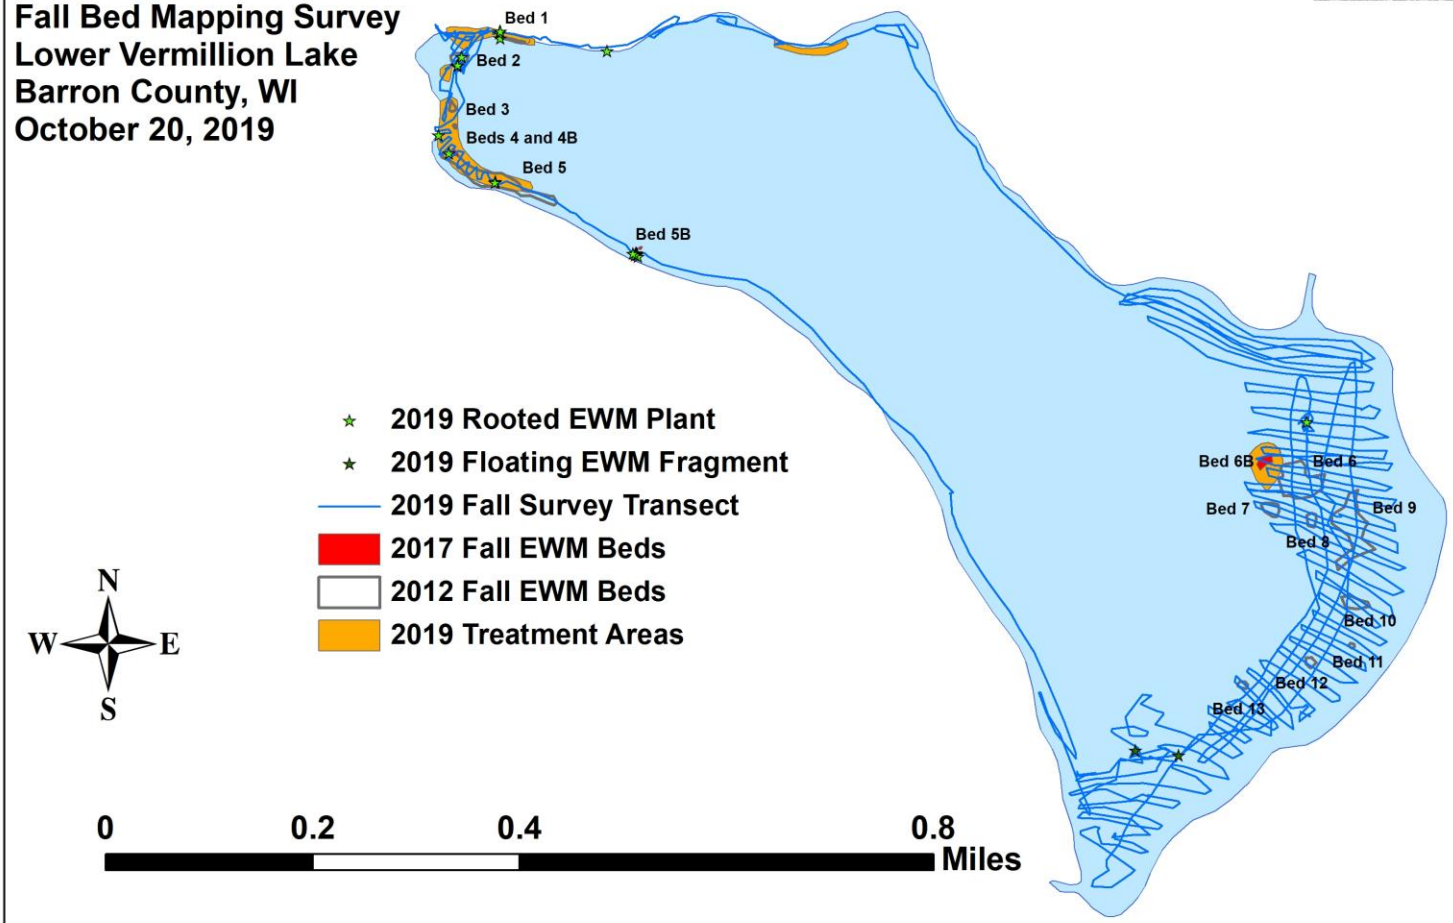 Fall Bed Mapping Survey
Lower Vermillion Lake
Barron County, WI
October 20, 2019
Bed 1
Bed 2
Bed 3
Beds 4 and 4B
Bed 5
Bed 5B
Bed 6B
Bed 6
Bed 7
Bed 9
Bed 8
Bed 10
Bed 11
Bed 12
Bed 13
2019 Rooted EWM Plant
2019 Floating EWM Fragment
2019 Fall Survey Transect
2017 Fall EWM Beds
2012 Fall EWM Beds
2019 Treatment Areas
N
W E
S
0 0.2 0.4 0.8
Miles